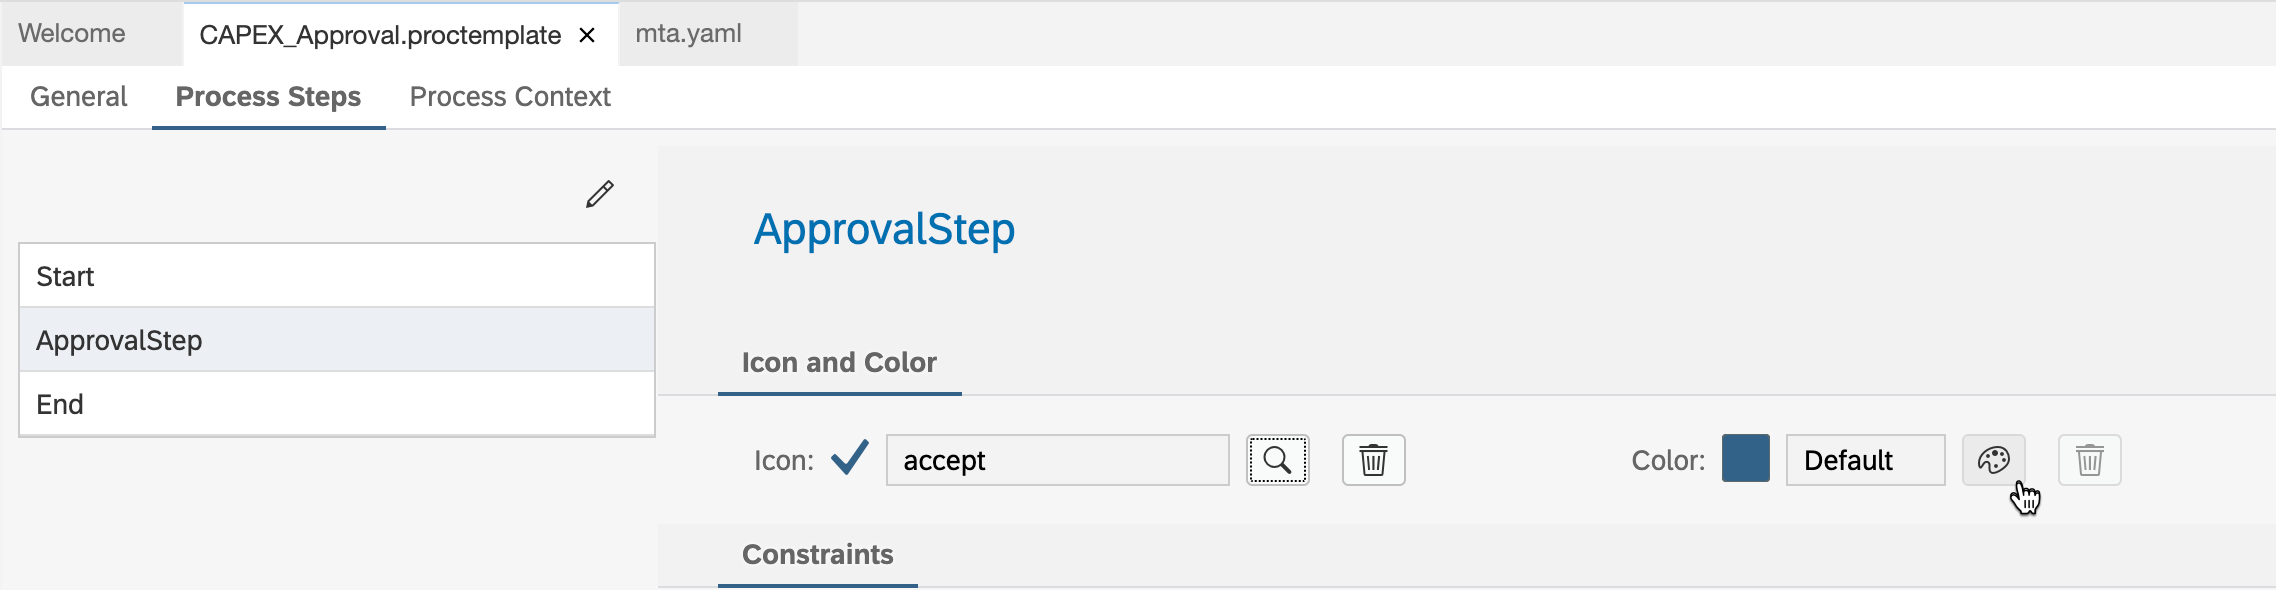 Welcome CAPEX_Approval.proctemplate × mta.yaml
General Process Steps Process Context
ApprovalStep
Start
ApprovalStep
End
Icon and Color
Icon: accept Color: Default
Constraints